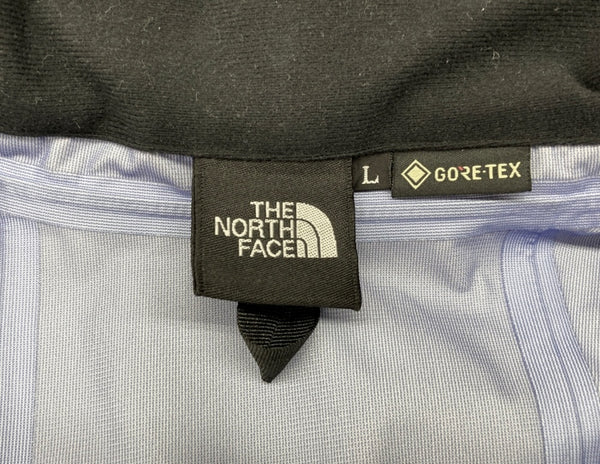 THE
NORTH
FACE
L
GORE-TEX